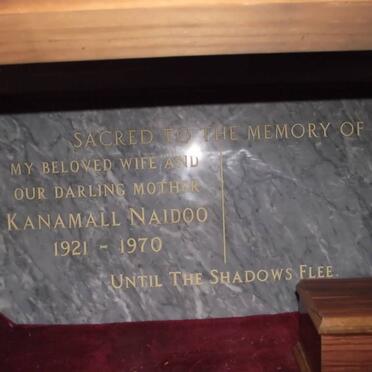 SACRED TO THE MEMORY OF
MY BELOVED WIFE AND
OUR DARLING MOTHER
KANAMALL NAIDOO
1921 - 1970
UNTIL THE SHADOWS FLEE.